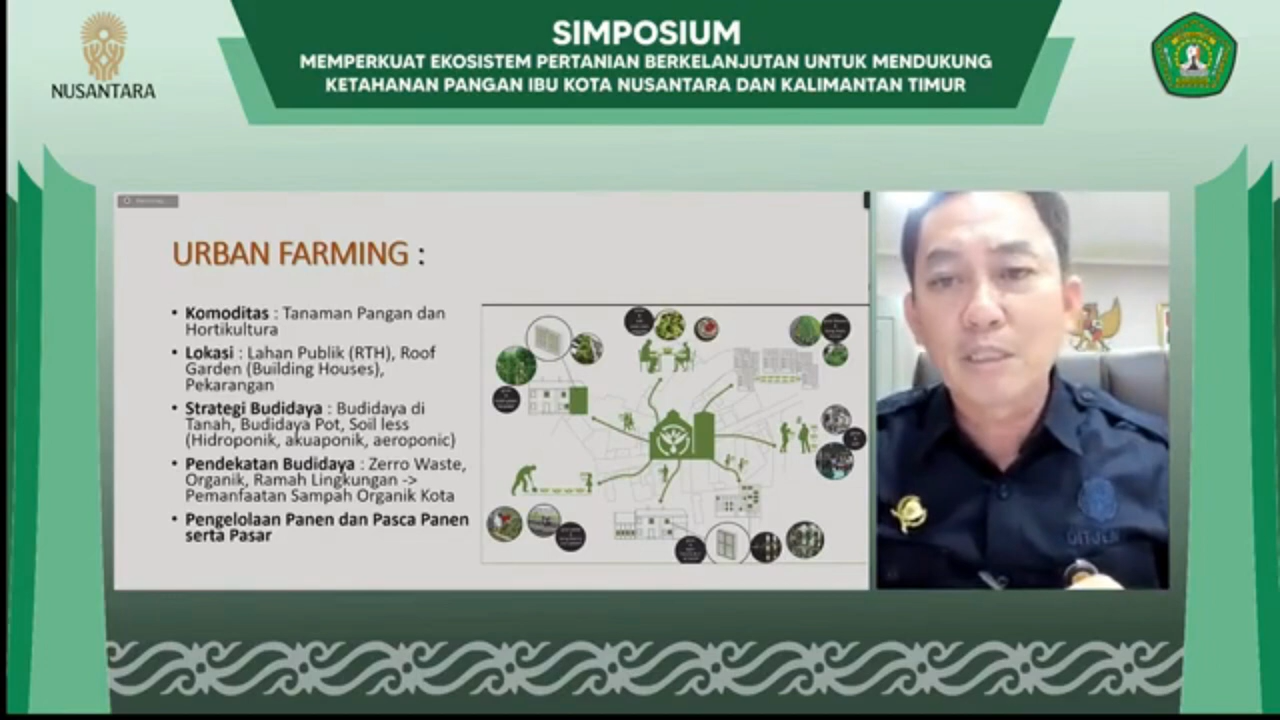 SIMPOSIUM
MEMPERKUAT EKOSISTEM PERTANIAN BERKELANJUTAN UNTUK MENDUKUNG
KETAHANAN PANGAN IBU KOTA NUSANTARA DAN KALIMANTAN TIMUR
NUSANTARA
URBAN FARMING :
• Komoditas : Tanaman Pangan dan
Hortikultura
• Lokasi : Lahan Publik (RTH), Roof
Garden (Building Houses),
Pekarangan
• Strategi Budidaya : Budidaya di
Tanah, Budidaya Pot, Soil less
(Hidroponik, akuaponik, aeroponic)
• Pendekatan Budidaya : Zerro Waste,
Organik, Ramah Lingkungan ->
Pemanfaatan Sampah Organik Kota
• Pengelolaan Panen dan Pasca Panen
serta Pasar